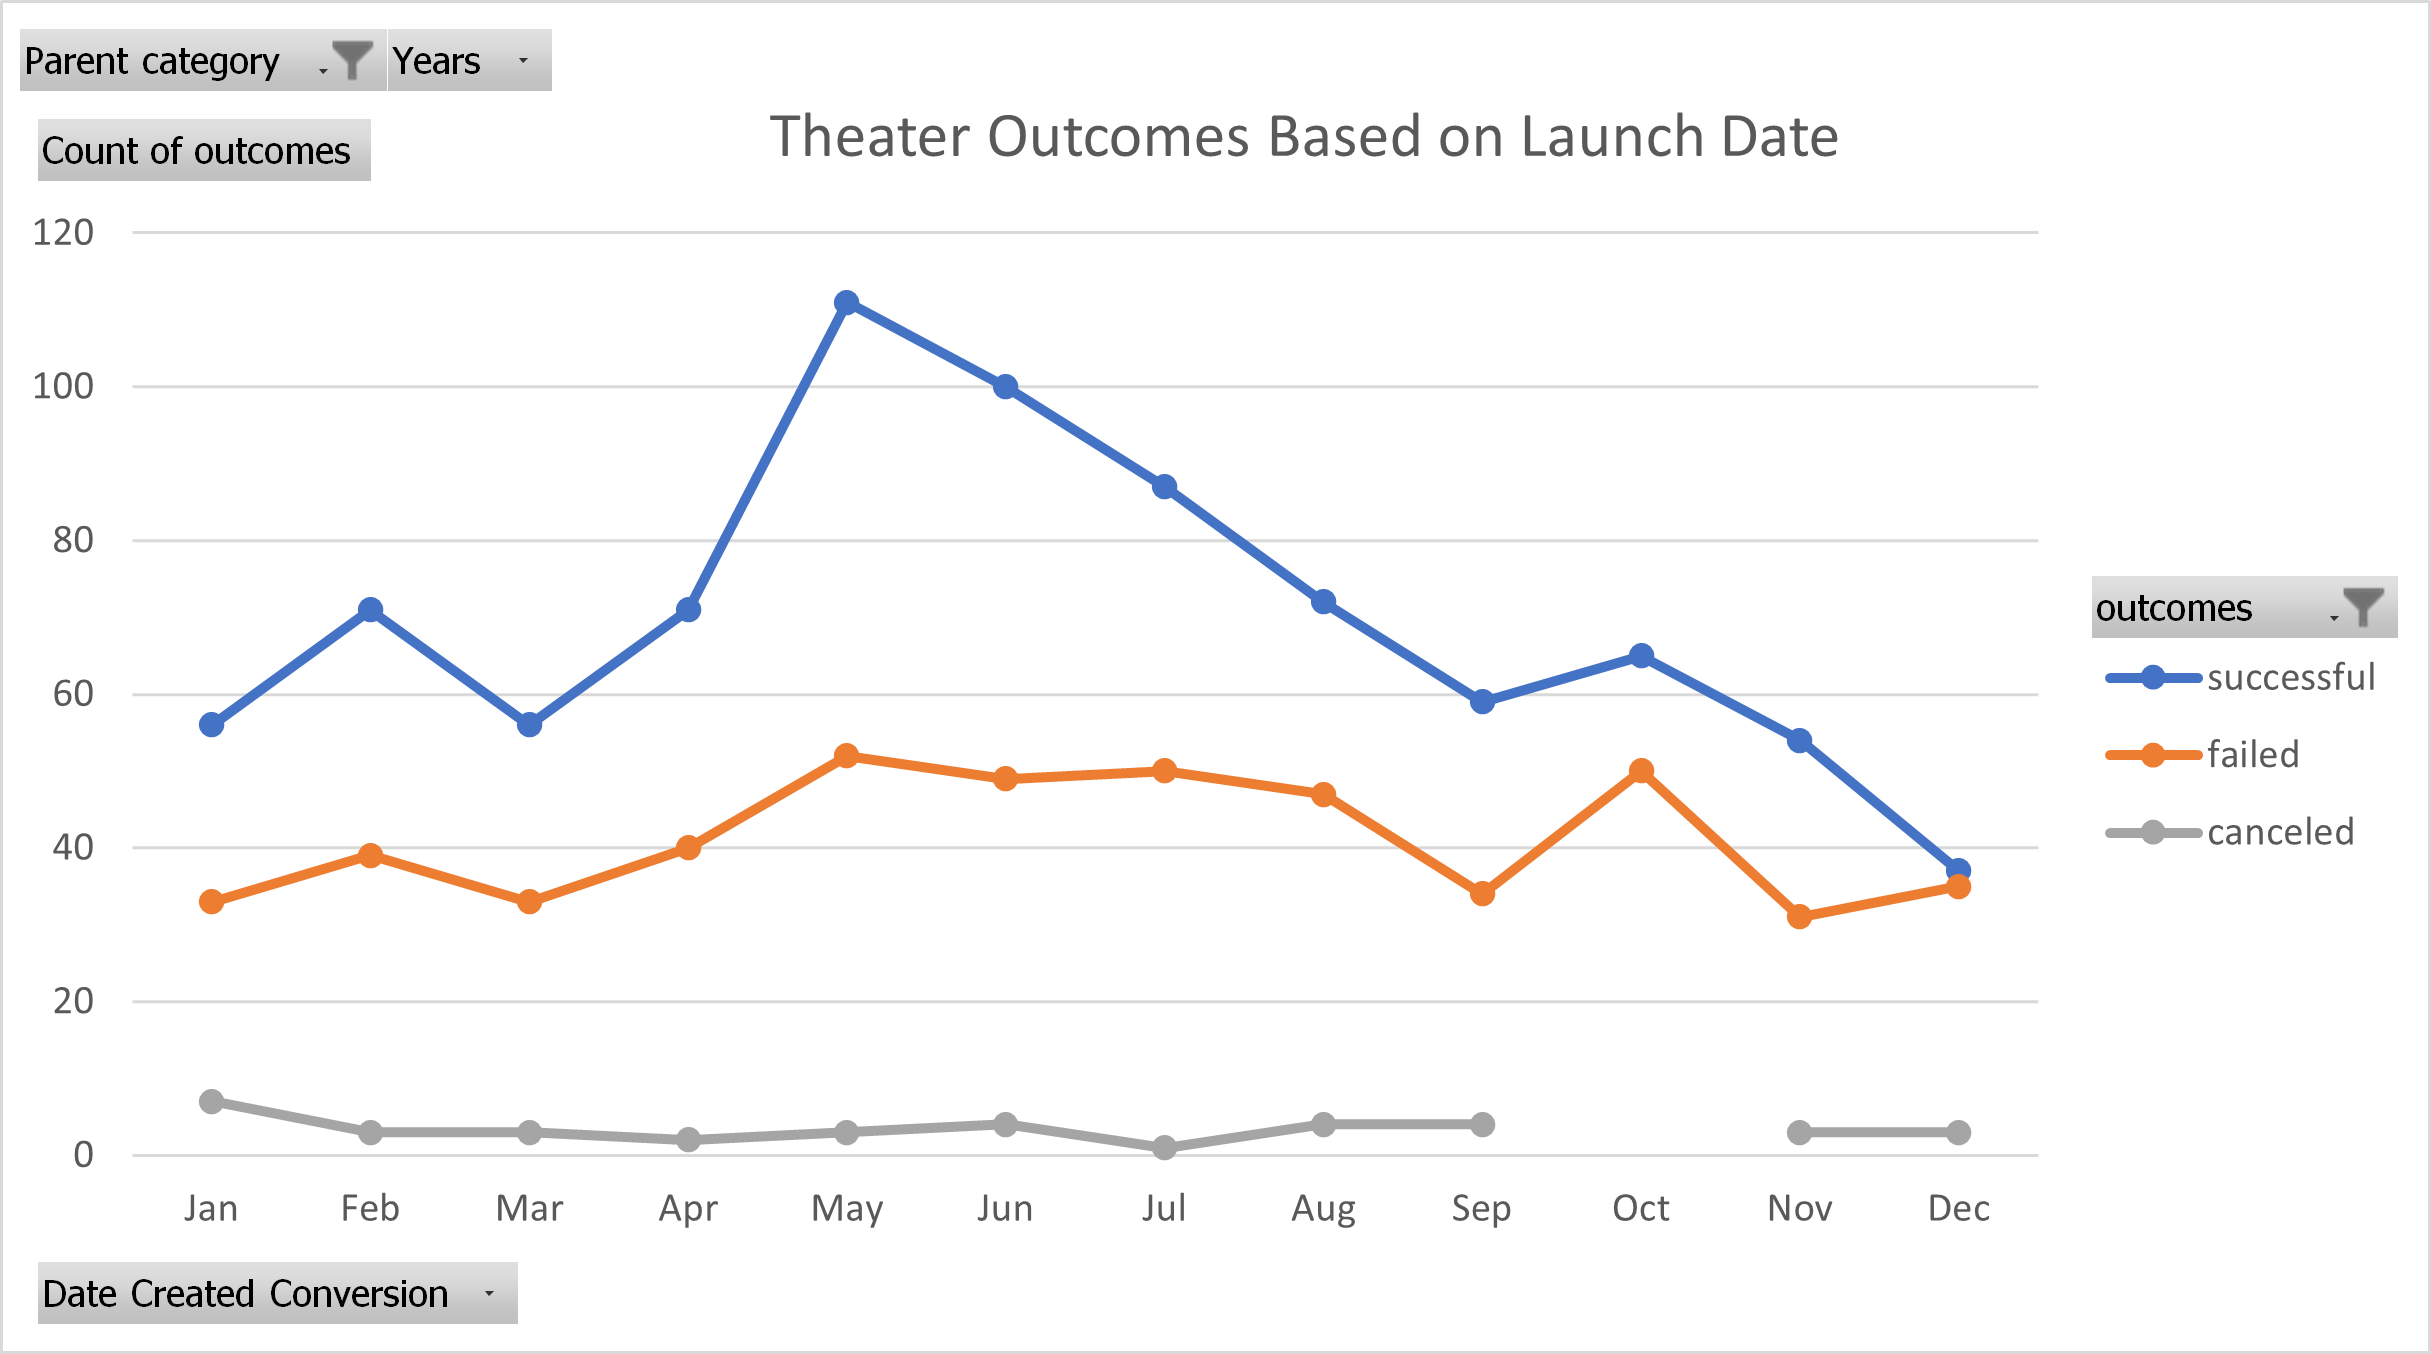 Parent category Years
Count of outcomes
Theater Outcomes Based on Launch Date
120
100
80
60
40
20
0
Jan Feb Mar Apr May Jun Jul Aug Sep Oct Nov Dec
outcomes
successful
failed
canceled
Date Created Conversion